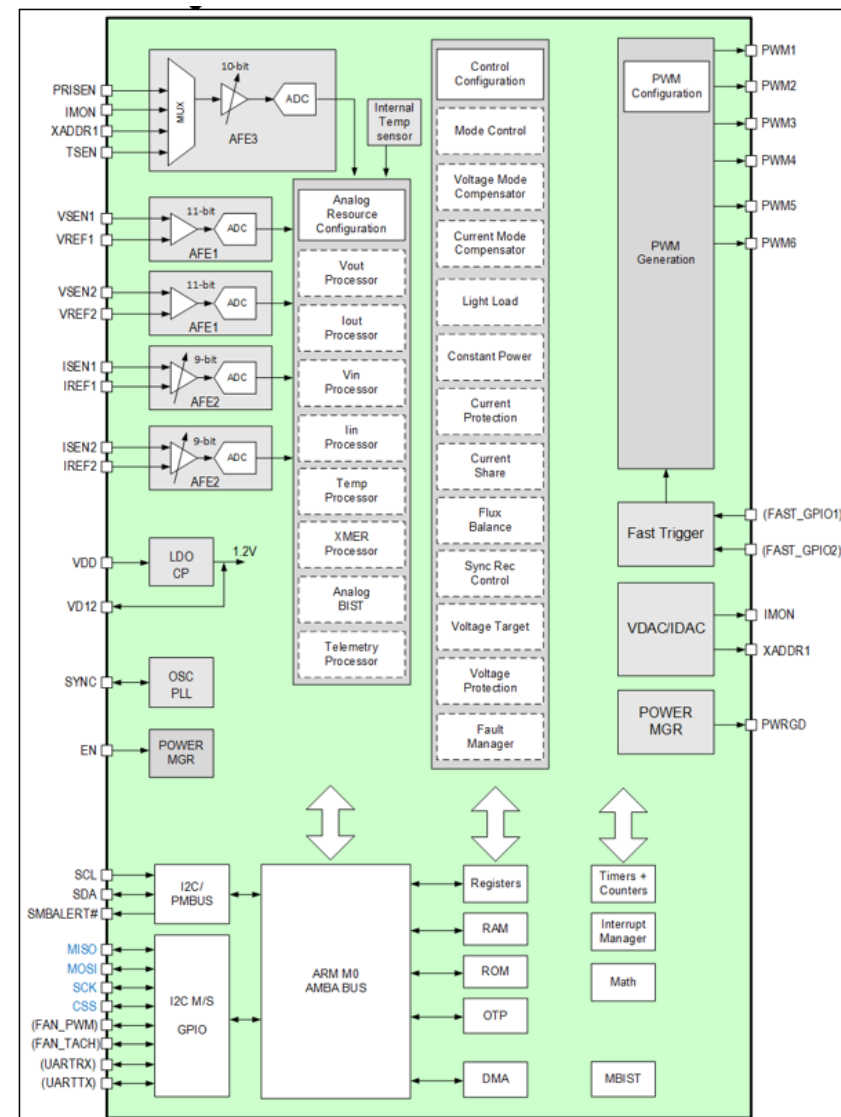 PRISEN
IMON
XADDR1
TSEN
MUX
10-bit
ADC
AFE3
Internal
Temp
sensor
VSEN1
VREF1
11-bit
ADC
AFE1
VSEN2
VREF2
11-bit
ADC
AFE1
ISEN1
IREF1
9-bit
ADC
AFE2
ISEN2
IREF2
9-bit
ADC
AFE2
VDD
LDO
CP
1.2V
VD12
SYNC
OSC
PLL
EN
POWER
MGR
Analog
Resource
Configuration
Vout
Processor
Iout
Processor
Vin
Processor
Iin
Processor
Temp
Processor
XMER
Processor
Analog
BIST
Telemetry
Processor
Control
Configuration
Mode Control
Voltage Mode
Compensator
Current Mode
Compensator
Light Load
Constant Power
Current
Protection
Current
Share
Flux
Balance
Sync Rec
Control
Voltage Target
Voltage
Protection
Fault
Manager
PWM
Configuration
PWM
Generation
PWM1
PWM2
PWM3
PWM4
PWM5
PWM6
Fast Trigger
(FAST_GPIO1)
(FAST_GPIO2)
VDAC/IDAC
IMON
XADDR1
POWER
MGR
PWRGD
SCL
SDA
SMBALERT#
I2C/
PMBUS
MISO
MOSI
SCK
CSS
(FAN_PWM)
(FAN_TACH)
(UARTRX)
(UARTTX)
I2C M/S
GPIO
ARM M0
AMBA BUS
Registers
RAM
ROM
OTP
DMA
Timers +
Counters
Interrupt
Manager
Math
MBIST